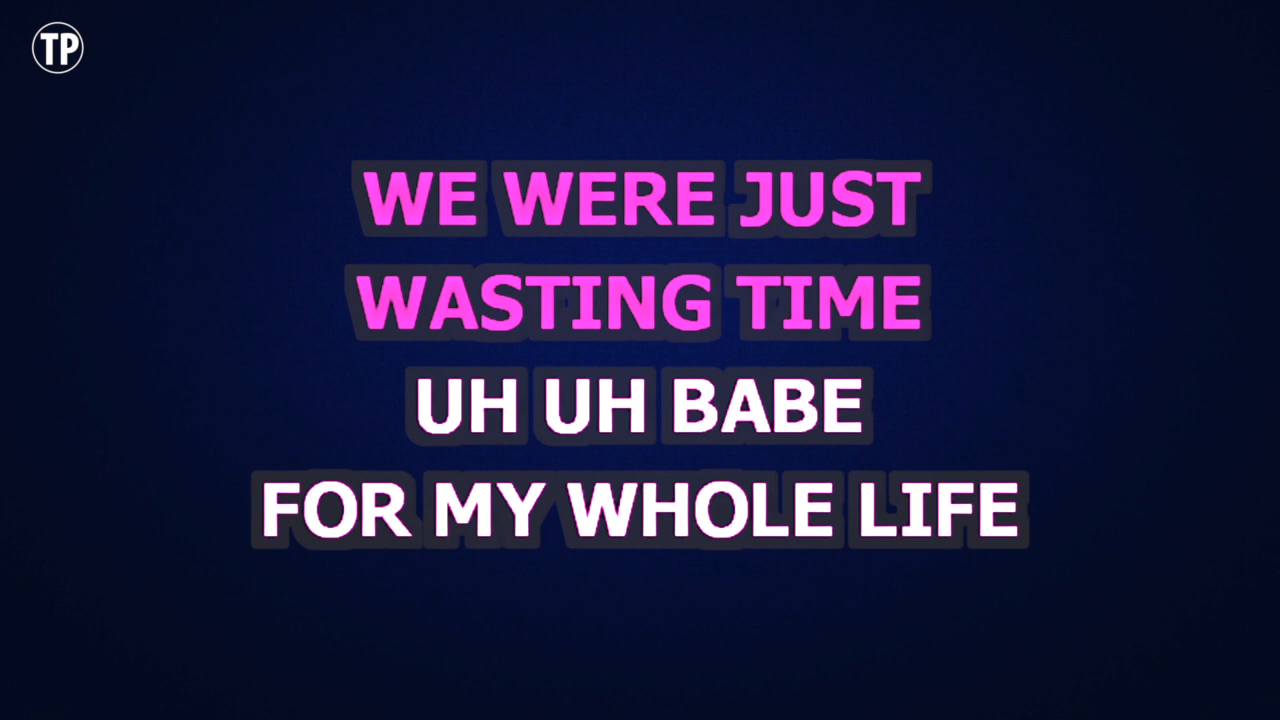 TP
WE WERE JUST
WASTING TIME
UH UH BABE
FOR MY WHOLE LIFE